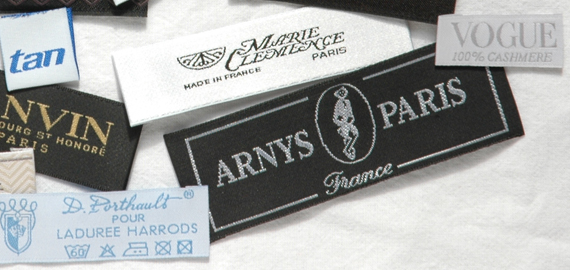 tan
MARIE
CLEMENCE
MADE IN FRANCE PARIS
VOGUE
100% CASHMERE
NVIN
BOURG ST HONORÉ
PARIS
ARNYS PARIS
France
D. Porthault®
POUR
LADUREE HARRODS
60